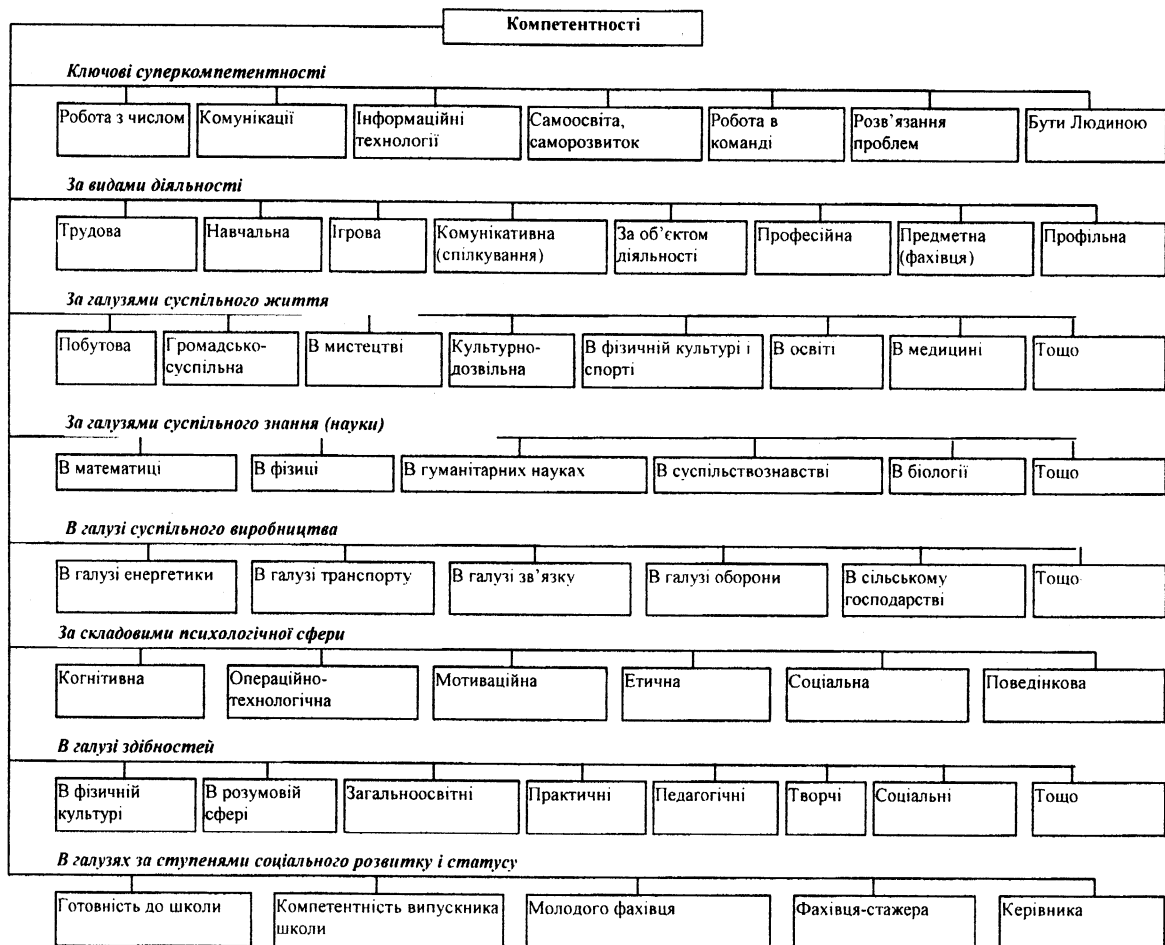 Компетентності
Ключові суперкомпетентності
Робота з числом
Комунікації
Інформаційні
технології
Самоосвіта,
саморозвиток
Робота в
команді
Розв’язання
проблем
Бути Людиною
За видами діяльності
Трудова
Навчальна
Ігрова
Комунікативна
(спілкування)
За об’єктом
діяльності
Професійна
Предметна
(фахівця)
Профільна
За галузями суспільного життя
Побутова
Громадсько-
суспільна
В мистецтві
Культурно-
дозвільна
В фізичній культурі і
спорті
В освіті
В медицині
Тощо
За галузями суспільного знання (науки)
В математиці
В фізиці
В гуманітарних науках
В суспільствознавстві
В біології
Тощо
В галузі суспільного виробництва
В галузі енергетики
В галузі транспорту
В галузі зв’язку
В галузі оборони
В сільському
господарстві
Тощо
За складовими психологічної сфери
Когнітивна
Операційно-
технологічна
Мотиваційна
Етична
Соціальна
Поведінкова
В галузі здібностей
В фізичній
культурі
В розумовій
сфері
Загальноосвітні
Практичні
Педагогічні
Творчі
Соціальні
Тощо
В галузях за ступенями соціального розвитку і статусу
Готовність до школи
Компетентність випускника
школи
Молодого фахівця
Фахівця-стажера
Керівника